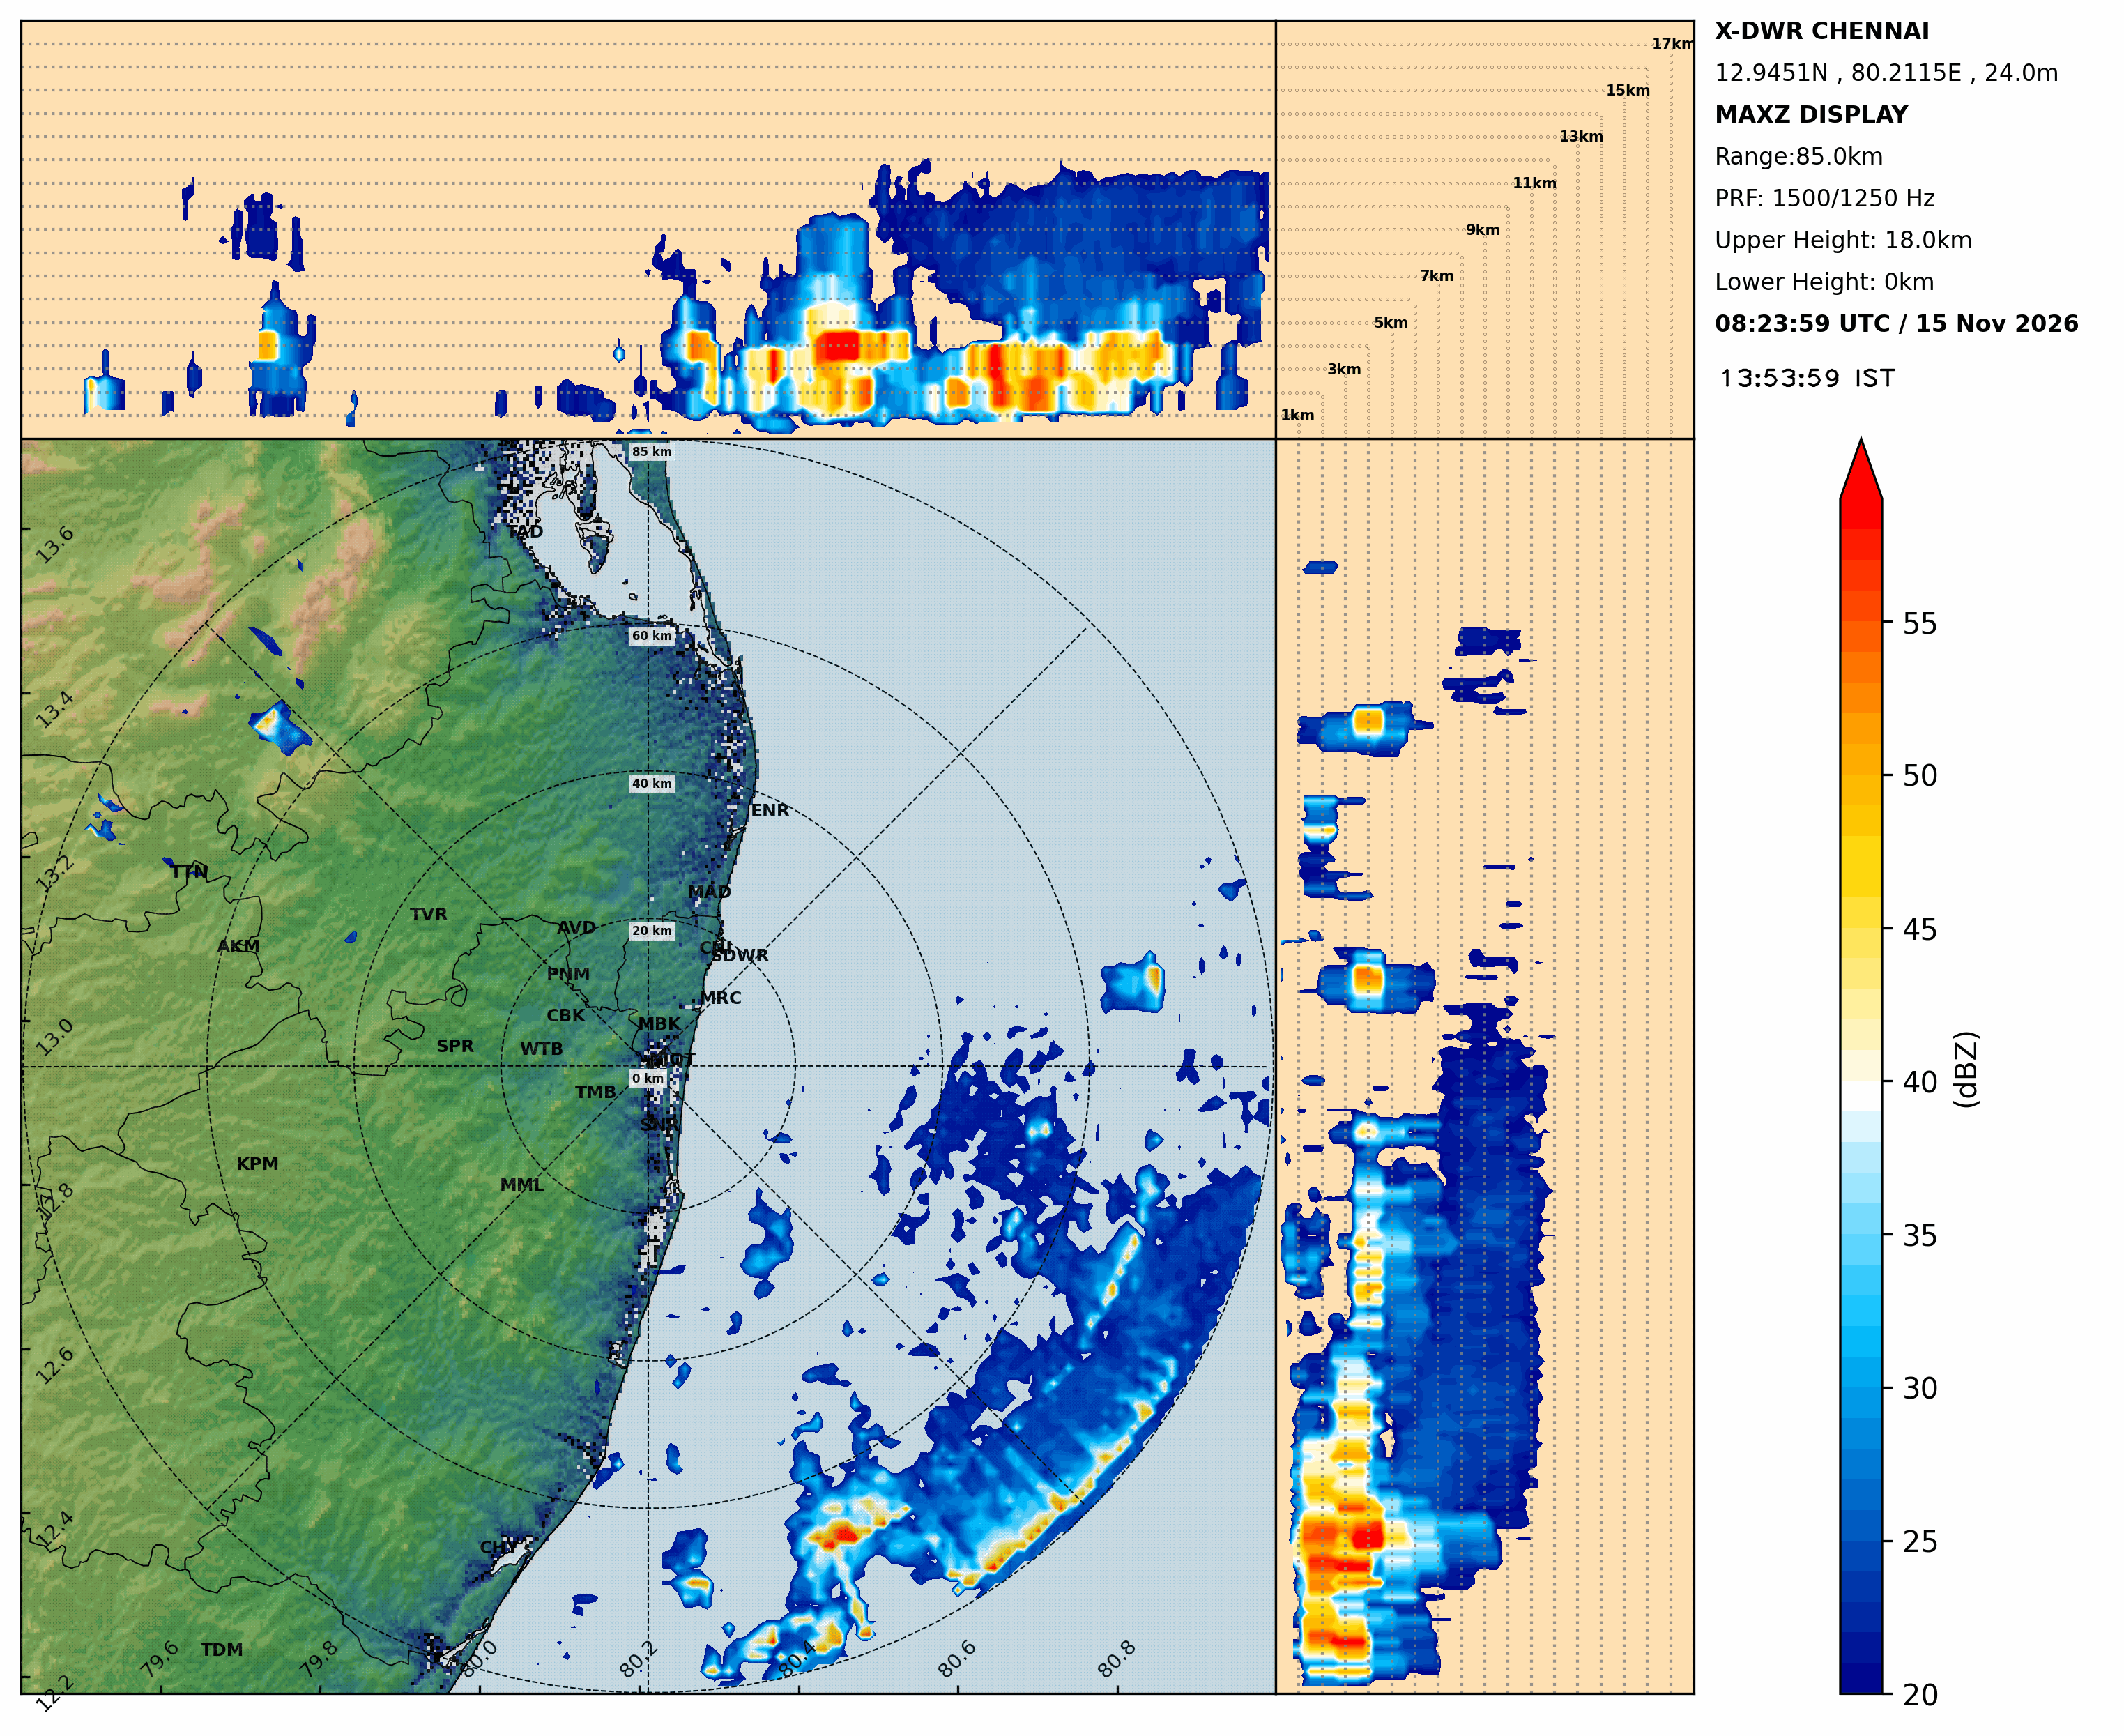 X-DWR CHENNAI
12.9451N , 80.2115E , 24.0m
MAXZ DISPLAY
Range:85.0km
PRF: 1500/1250 Hz
Upper Height: 18.0km
Lower Height: 0km
08:23:59 UTC / 15 Nov 2026
13:53:59 IST
17km
15km
13km
11km
9km
7km
5km
3km
1km
85 km
60 km
40 km
20 km
0 km
TAD
ENR
MAD
TTN
TVR
AVD
AKM
SDWR
PNM
MRC
CBK
MBK
SPR
WTB
TMB
SNR
KPM
MML
CHY
TDM
13.6
13.4
13.2
13.0
12.8
12.6
12.4
12.2
79.6
79.8
80.0
80.2
80.4
80.6
80.8
55
50
45
40
35
30
25
20
(dBZ)